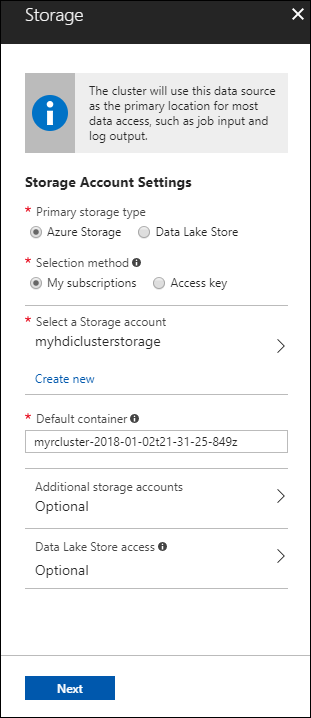 Storage
The cluster will use this data source
as the primary location for most
data access, such as job input and
log output.
Storage Account Settings
* Primary storage type
Azure Storage Data Lake Store
* Selection method
My subscriptions Access key
* Select a Storage account
myhdiclusterstorage
Create new
* Default container
myrcluster-2018-01-02t21-31-25-849z
Additional storage accounts
Optional
Data Lake Store access
Optional
Next